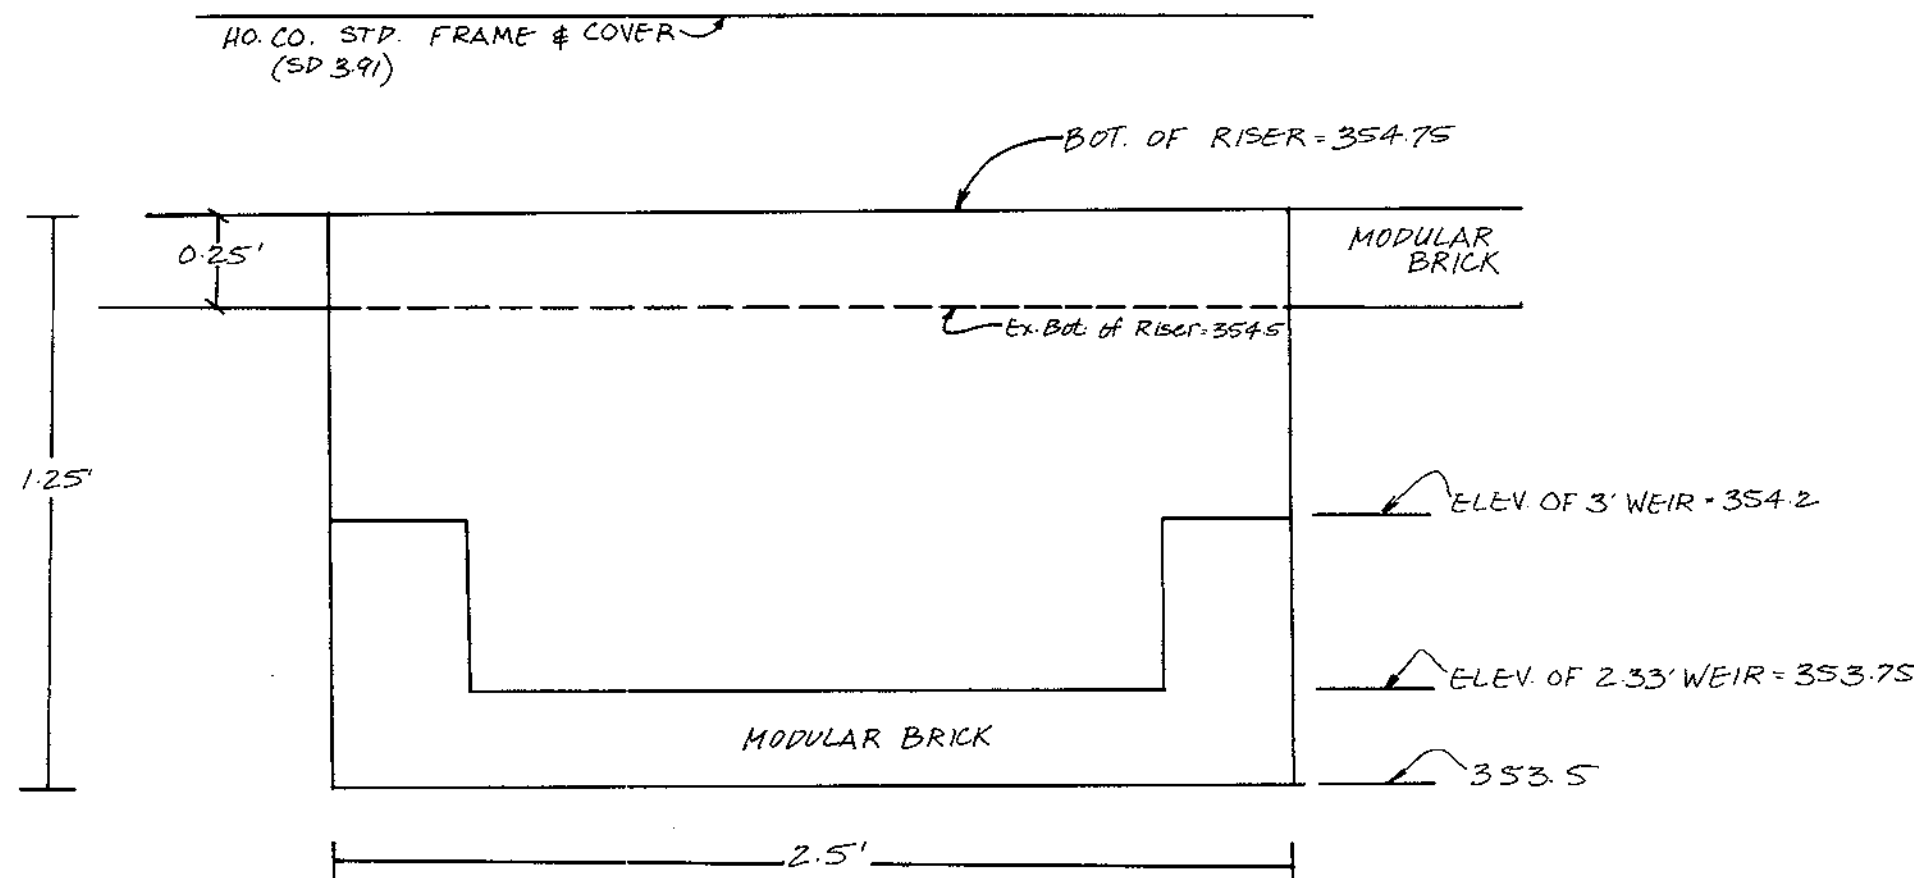 HO. CO. STD. FRAME & COVER
(SD 3.91)
BOT. OF RISER = 354.75
0.25'
MODULAR
BRICK
Ex. Bot. of Riser = 354.5
1.25'
ELEV. OF 3' WEIR = 354.2
ELEV. OF 2.33' WEIR = 353.75
MODULAR BRICK
353.5
2.5'